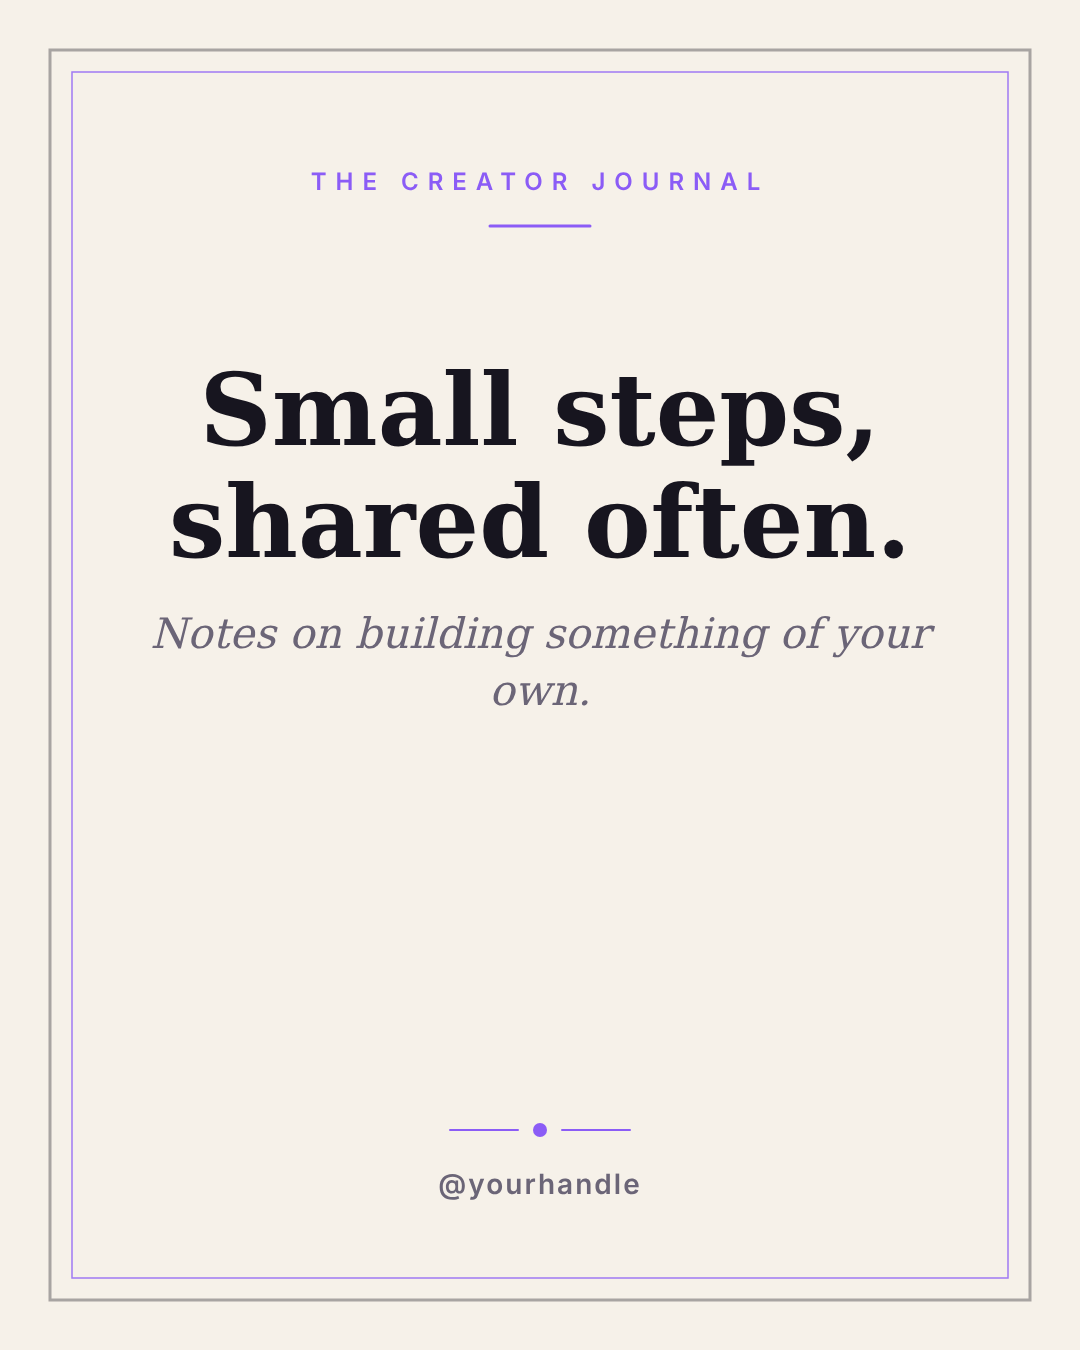 THE CREATOR JOURNAL
Small steps,
shared often.
Notes on building something of your
own.
@yourhandle